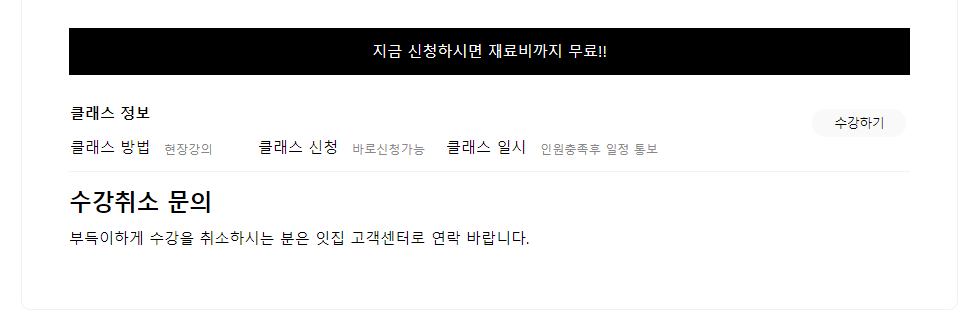 지금 신청하시면 재료비까지 무료!!
클래스 정보
수강하기
클래스 방법 현장강의 클래스 신청 바로신청가능 클래스 일시 인원충족후 일정 통보
수강취소 문의
부득이하게 수강을 취소하시는 분은 잇집 고객센터로 연락 바랍니다.